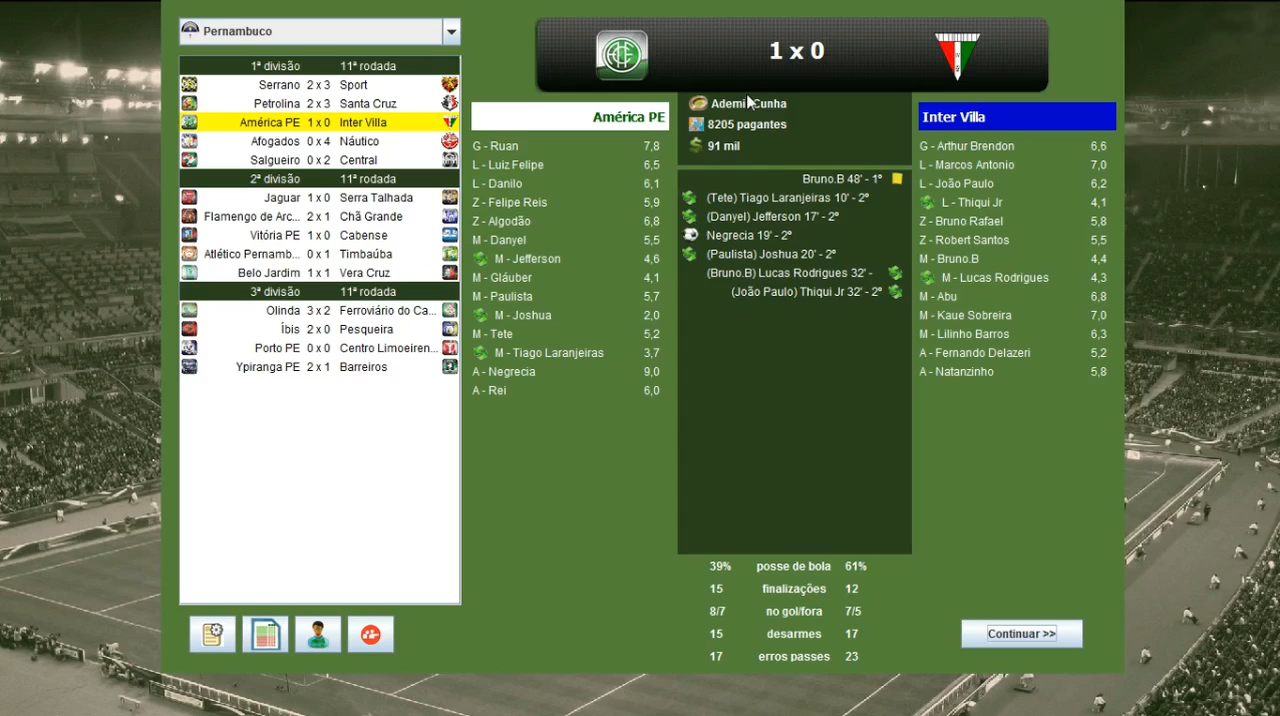 Pernambuco
1ª divisão 11ª rodada
Serrano 2 x 3 Sport
Petrolina 2 x 3 Santa Cruz
América PE 1 x 0 Inter Villa
Afogados 0 x 4 Náutico
Salgueiro 0 x 2 Central
2ª divisão 11ª rodada
Jaguar 1 x 0 Serra Talhada
Flamengo de Arc... 2 x 1 Chã Grande
Vitória PE 1 x 0 Cabense
Atlético Pernamb... 0 x 1 Timbaúba
Belo Jardim 1 x 1 Vera Cruz
3ª divisão 11ª rodada
Olinda 3 x 2 Ferroviário do Ca...
Íbis 2 x 0 Pesqueira
Porto PE 0 x 0 Centro Limoeiren...
Ypiranga PE 2 x 1 Barreiros
1 x 0
América PE
G - Ruan 7,8
L - Luiz Felipe 6,5
L - Danilo 6,1
Z - Felipe Reis 5,9
Z - Algodão 6,8
M - Danyel 5,5
M - Jefferson 4,6
M - Gláuber 4,1
M - Paulista 5,7
M - Joshua 2,0
M - Tete 5,2
M - Tiago Laranjeiras 3,7
A - Negrecia 9,0
A - Rei 6,0
Ademir Cunha
8205 pagantes
91 mil
Bruno.B 48' - 1º
(Tete) Tiago Laranjeiras 10' - 2º
(Danyel) Jefferson 17' - 2º
Negrecia 19' - 2º
(Paulista) Joshua 20' - 2º
(Bruno.B) Lucas Rodrigues 32' -
(João Paulo) Thiqui Jr 32' - 2º
39% posse de bola 61%
15 finalizações 12
8/7 no gol/fora 7/5
15 desarmes 17
17 erros passes 23
Inter Villa
G - Arthur Brendon 6,6
L - Marcos Antonio 7,0
L - João Paulo 6,2
L - Thiqui Jr 4,1
Z - Bruno Rafael 5,8
Z - Robert Santos 5,5
M - Bruno.B 4,4
M - Lucas Rodrigues 4,3
M - Abu 6,8
M - Kaue Sobreira 7,0
M - Lilinho Barros 6,3
A - Fernando Delazeri 5,2
A - Natanzinho 5,8
Continuar >>